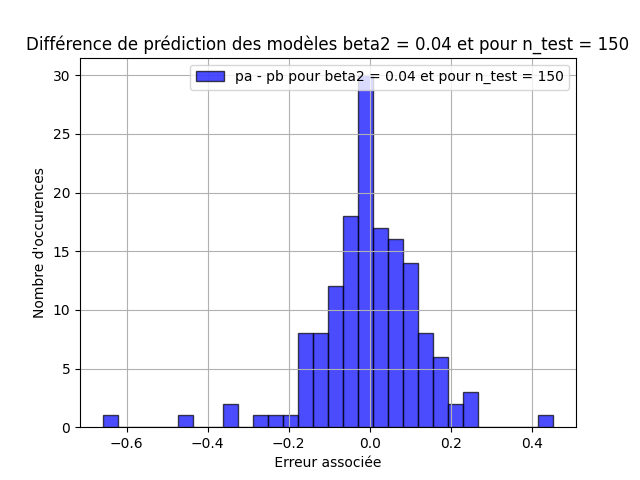 Différence de prédiction des modèles beta2 = 0.04 et pour n_test = 150
pa - pb pour beta2 = 0.04 et pour n_test = 150
30
25
20
15
10
5
0
Nombre d'occurences
−0.6 −0.4 −0.2 0.0 0.2 0.4
Erreur associée